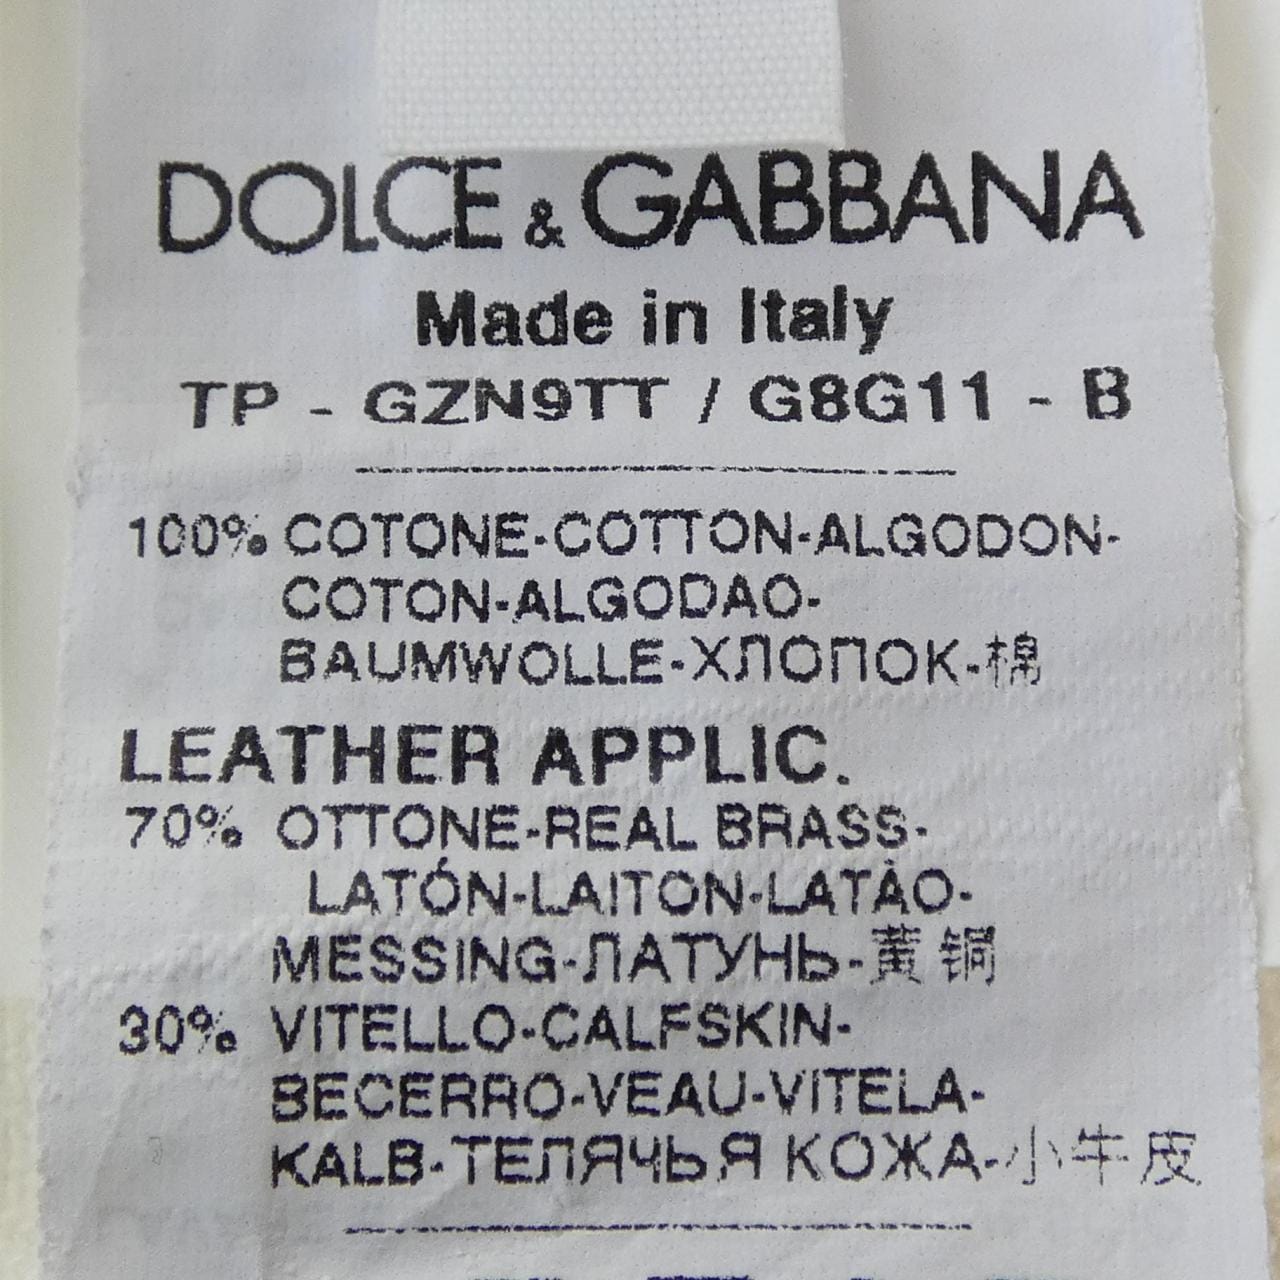 DOLCE & GABBANA
Made in Italy
TP - GZN9TT / G8G11 - B
100% COTONE-COTTON-ALGODON-
COTON-ALGODAO-
BAUMWOLLE-ХЛОПОК-棉
LEATHER APPLIC.
70% OTTONE-REAL BRASS-
LATÓN-LAITON-LATÀO-
MESSING-ЛАТУНЬ-黄铜
30% VITELLO-CALFSKIN-
BECERRO-VEAU-VITELA-
KALB-ТЕЛЯЧЬЯ КОЖА-小牛皮